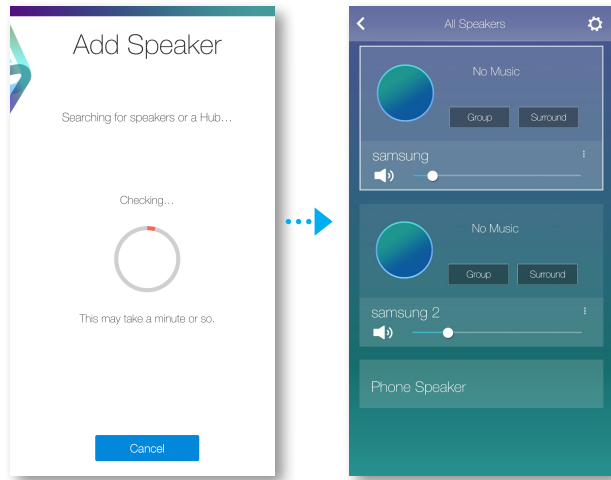 Add Speaker
Searching for speakers or a Hub…
Checking…
This may take a minute or so.
Cancel
All Speakers
No Music
Group Surround
samsung
No Music
Group Surround
samsung 2
Phone Speaker